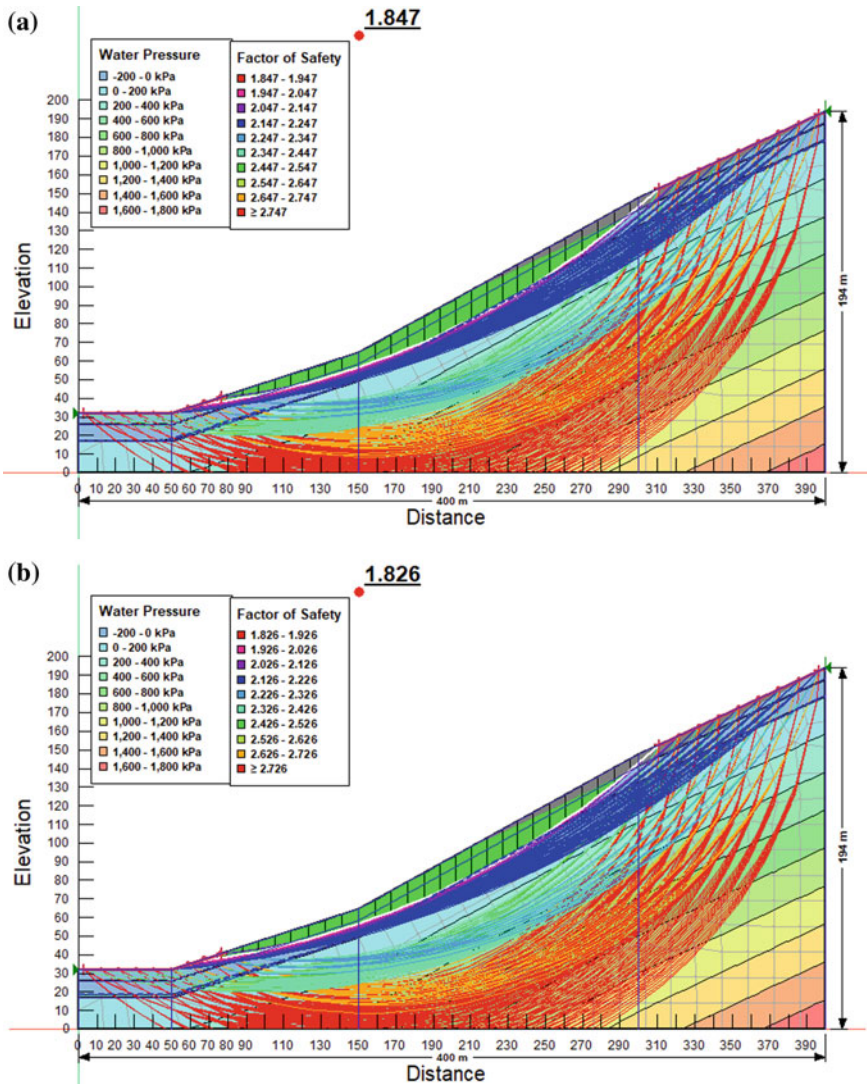 (a)
1.847
Water Pressure
-200 - 0 kPa
0 - 200 kPa
200 - 400 kPa
400 - 600 kPa
600 - 800 kPa
800 - 1,000 kPa
1,000 - 1,200 kPa
1,200 - 1,400 kPa
1,400 - 1,600 kPa
1,600 - 1,800 kPa
Factor of Safety
1.847 - 1.947
1.947 - 2.047
2.047 - 2.147
2.147 - 2.247
2.247 - 2.347
2.347 - 2.447
2.447 - 2.547
2.547 - 2.647
2.647 - 2.747
≥ 2.747
200
190
180
170
160
150
140
130
120
110
100
90
80
70
60
50
40
30
20
10
0
Elevation
194 m
0 10 20 30 40 50 60 70 80 90 110 130 150 170 190 210 230 250 270 290 310 330 350 370 390
400 m
Distance
(b)
1.826
Water Pressure
-200 - 0 kPa
0 - 200 kPa
200 - 400 kPa
400 - 600 kPa
600 - 800 kPa
800 - 1,000 kPa
1,000 - 1,200 kPa
1,200 - 1,400 kPa
1,400 - 1,600 kPa
1,600 - 1,800 kPa
Factor of Safety
1.826 - 1.926
1.926 - 2.026
2.026 - 2.126
2.126 - 2.226
2.226 - 2.326
2.326 - 2.426
2.426 - 2.526
2.526 - 2.626
2.626 - 2.726
≥ 2.726
200
190
180
170
160
150
140
130
120
110
100
90
80
70
60
50
40
30
20
10
0
Elevation
194 m
0 10 20 30 40 50 60 70 80 90 110 130 150 170 190 210 230 250 270 290 310 330 350 370 390
400 m
Distance